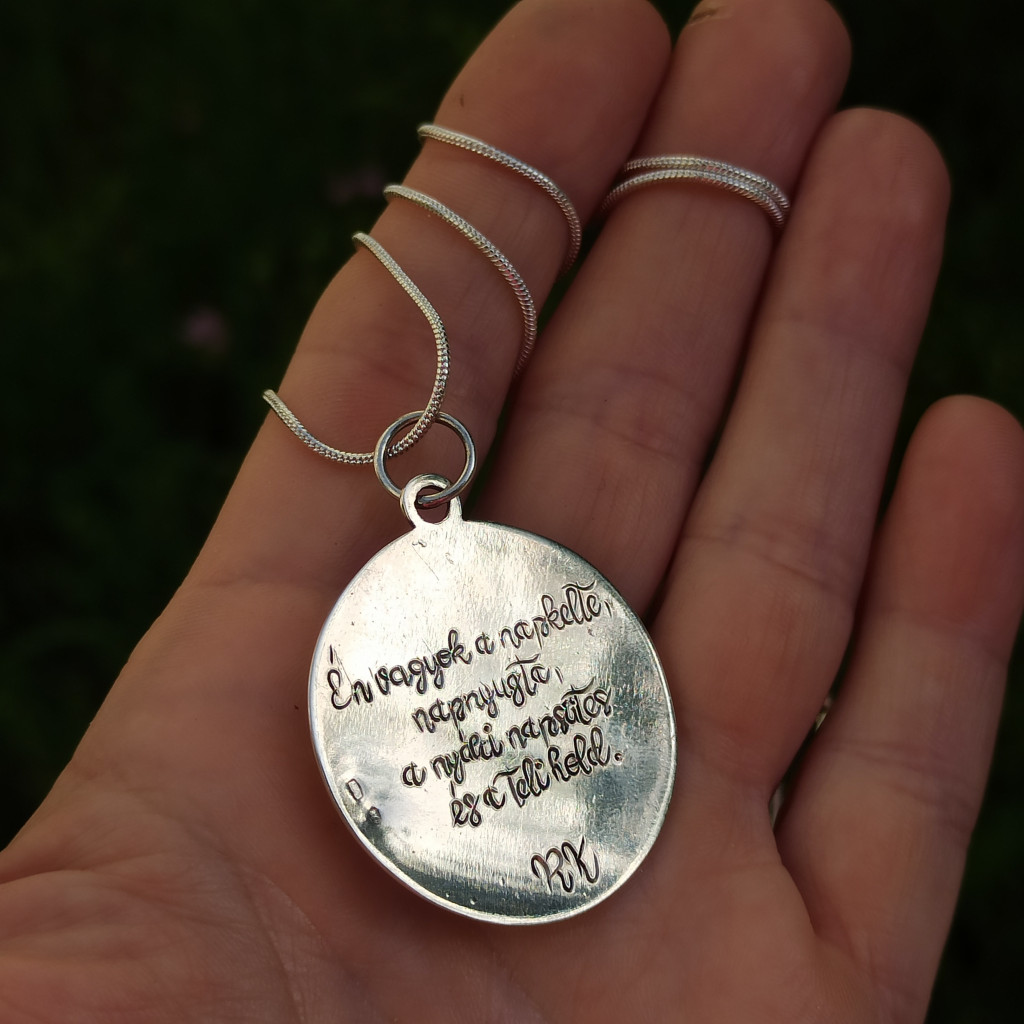 Én vagyok a napkelte,
napnyugta,
a nyári napsütés
és a Teli hold.
RK